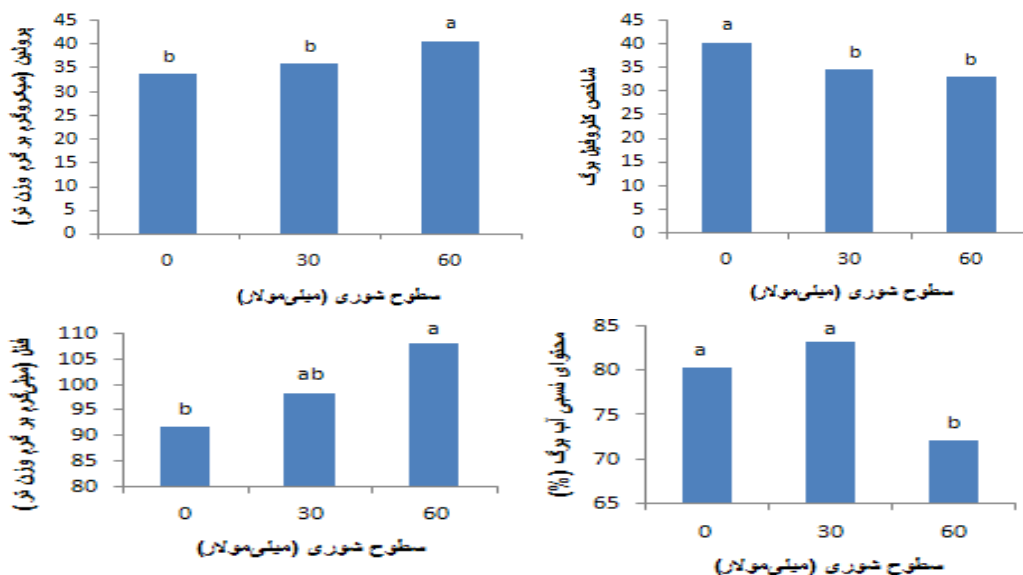 پروتئین (میکروگرم بر گرم وزن تر)
45
40
35
30
25
20
15
10
5
0
b
b
a
0 30 60
سطوح شوری (میلی‌مولار)
شاخص کلروفیل برگ
45
40
35
30
25
20
15
10
5
0
a
b
b
0 30 60
سطوح شوری (میلی‌مولار)
فنل (میلی‌گرم بر گرم وزن تر)
110
105
100
95
90
85
80
b
ab
a
0 30 60
سطوح شوری (میلی‌مولار)
محتوای نسبی آب برگ (%)
85
80
75
70
65
a
a
b
0 30 60
سطوح شوری (میلی‌مولار)